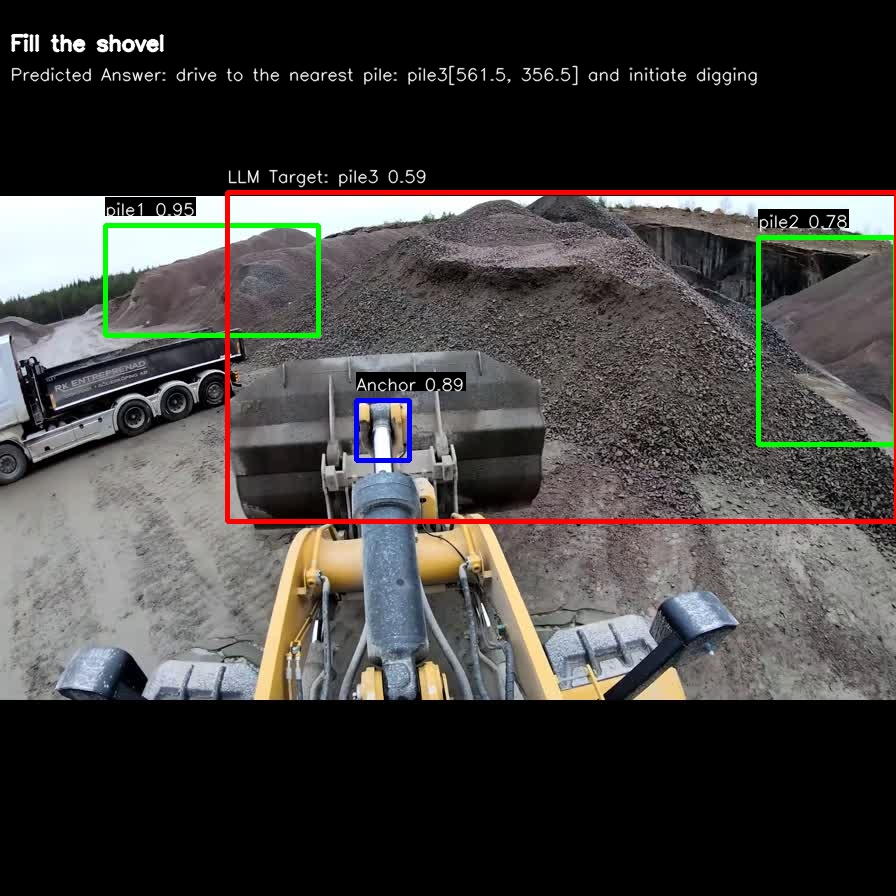 Fill the shovel
Predicted Answer: drive to the nearest pile: pile3[561.5, 356.5] and initiate digging
LLM Target: pile3 0.59
pile1 0.95
pile2 0.78
Anchor 0.89
RK ENTREPRENAD